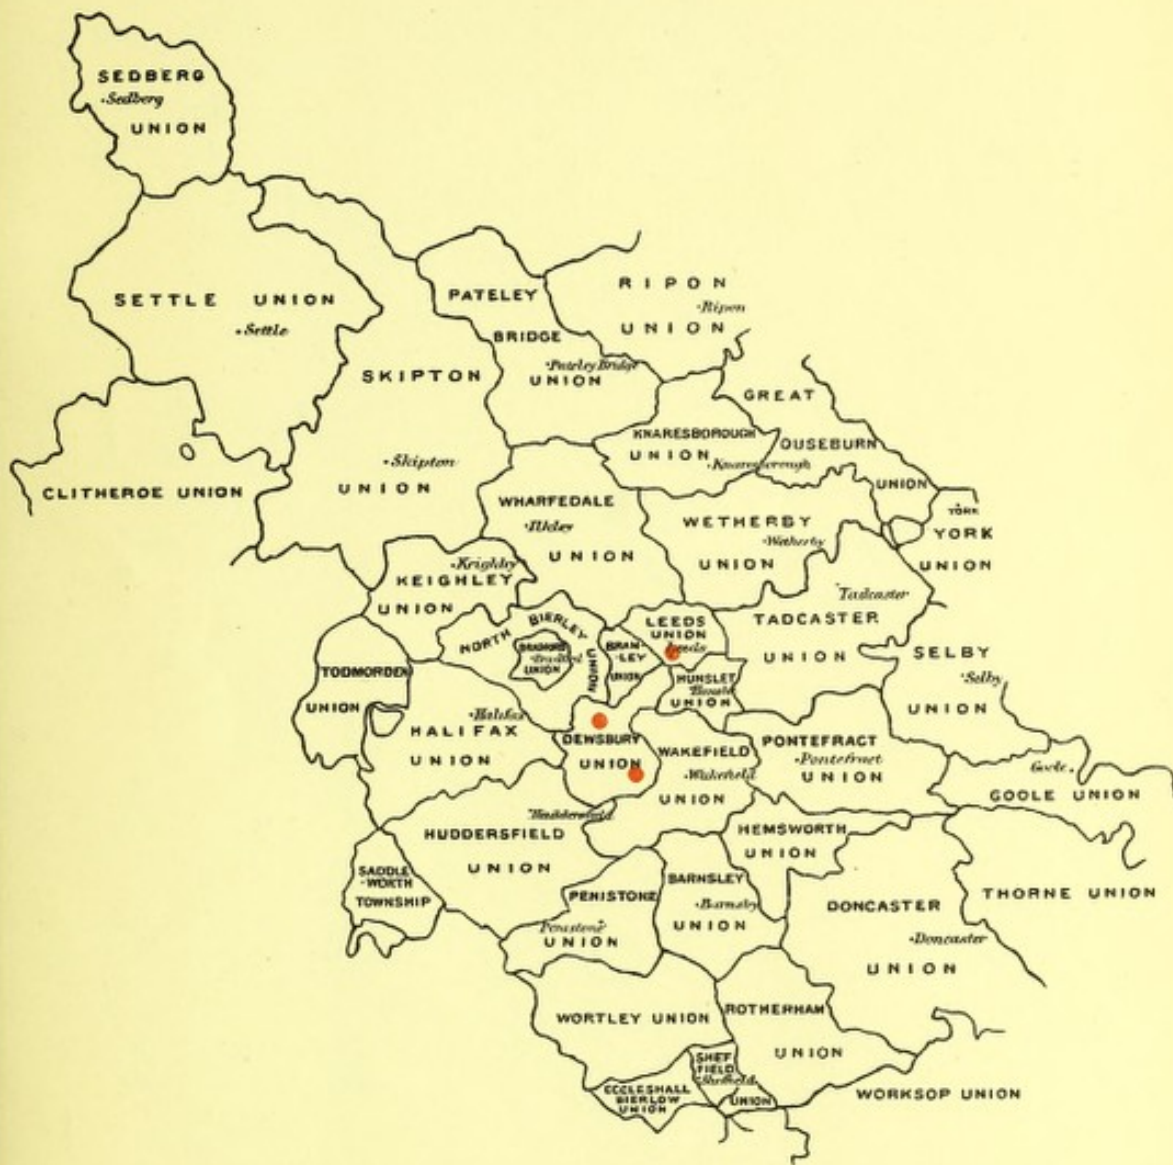 SEDBERG
Sedberg
UNION
SETTLE UNION
Settle
PATELEY
BRIDGE
Pateley Bridge
UNION
RIPON
Ripon
UNION
SKIPTON
Skipton
UNION
GREAT
OUSEBURN
UNION
KNARESBOROUGH
UNION
Knaresborough
CLITHEROE UNION
WHARFEDALE
Ilkley
UNION
WETHERBY
Wetherby
UNION
YORK
YORK
UNION
Keighley
KEIGHLEY
UNION
Tadcaster
TADCASTER
UNION
NORTH BIERLEY UNION
BRADFORD
Bradford
UNION
BRAM
-LEY
UNION
LEEDS
UNION
Leeds
HUNSLET
UNION
SELBY
Selby
UNION
TODMORDEN
UNION
Halifax
HALIFAX
UNION
DEWSBURY
UNION
WAKEFIELD
Wakefield
UNION
PONTEFRACT
Pontefract
UNION
Goole
GOOLE UNION
Huddersfield
HUDDERSFIELD
UNION
HEMSWORTH
UNION
SADDLE
-WORTH
TOWNSHIP
PENISTONE
Penistone
UNION
BARNSLEY
Barnsley
UNION
DONCASTER
Doncaster
UNION
THORNE UNION
WORTLEY UNION
ROTHERHAM
UNION
SHEF
FIELD
Sheffield
UNION
ECCLESHALL
BIERLOW
UNION
WORKSOP UNION